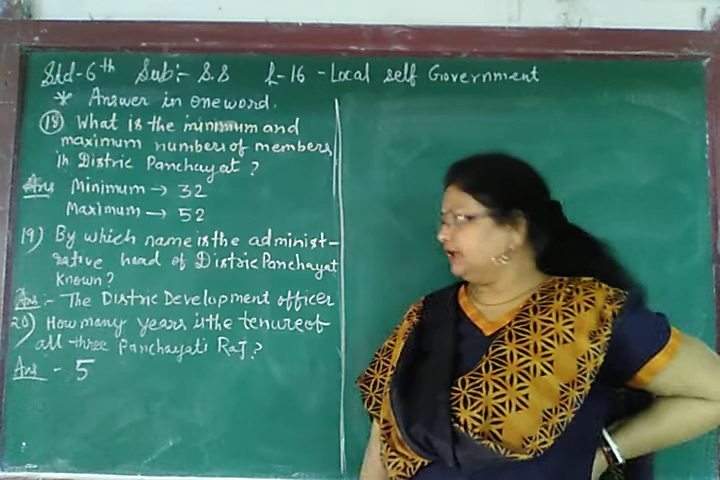 Std-6th Sub:- S.S L-16 - Local self Government
* Answer in oneword.
18) What is the minimum and
maximum numbers of members
in Distric Panchayat ?
Ans Minimum → 32
Maximum → 52
19) By which name is the administ-
rative head of Distric Panchayat
known?
Ans:- The Distric Development officer
20) How many years is the tenure of
all three Panchayati Raj.?
Ans - 5